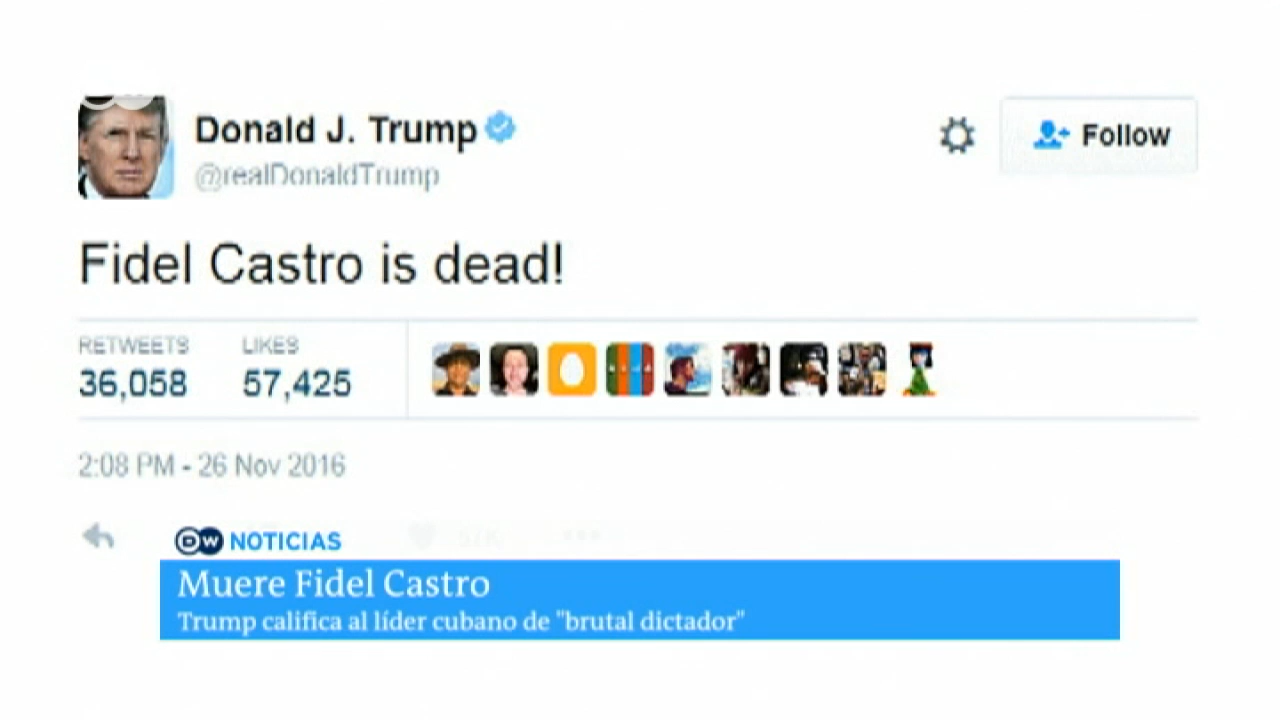 Donald J. Trump
@realDonaldTrump
Follow
Fidel Castro is dead!
RETWEETS LIKES
36,058 57,425
2:08 PM - 26 Nov 2016
DW NOTICIAS
Muere Fidel Castro
Trump califica al líder cubano de "brutal dictador"